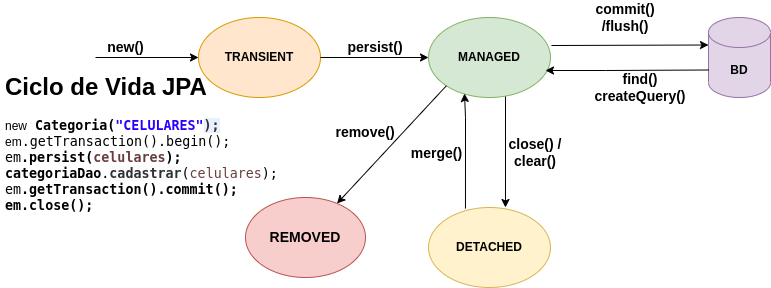 commit()
/flush()
new()
TRANSIENT
persist()
MANAGED
BD
find()
createQuery()
Ciclo de Vida JPA
new Categoria("CELULARES");
em.getTransaction().begin();
em.persist(celulares);
categoriaDao.cadastrar(celulares);
em.getTransaction().commit();
em.close();
remove()
merge()
close() /
clear()
REMOVED
DETACHED